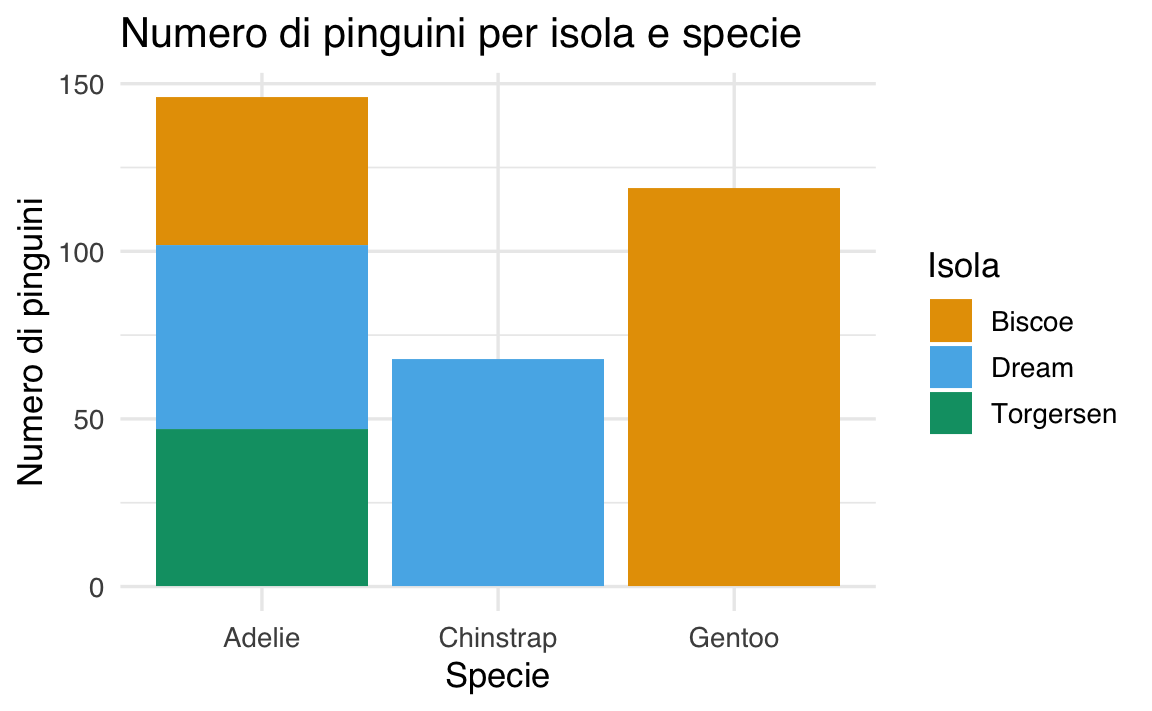 Numero di pinguini per isola e specie
Numero di pinguini
150
100
50
0
Adelie
Chinstrap
Gentoo
Specie
Isola
Biscoe
Dream
Torgersen